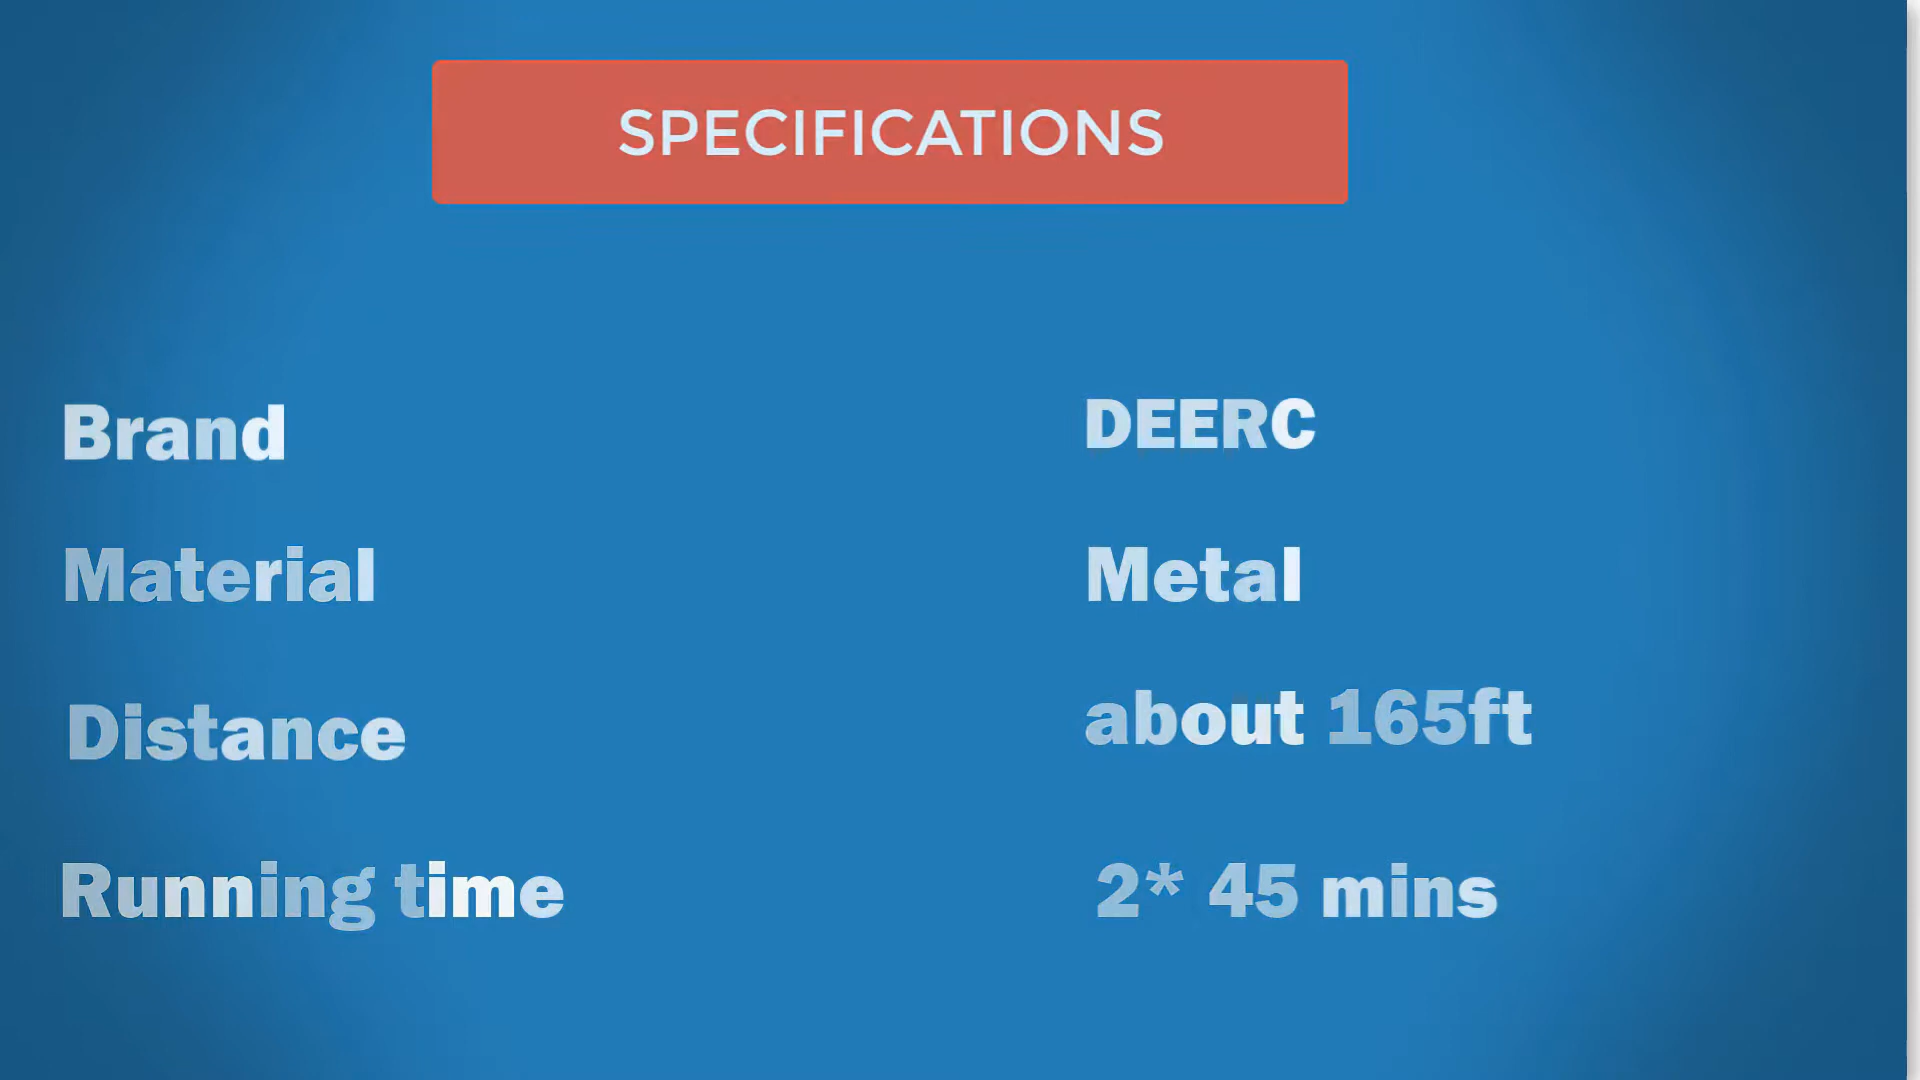 SPECIFICATIONS
Brand DEERC
Material Metal
Distance about 165ft
Running time 2* 45 mins